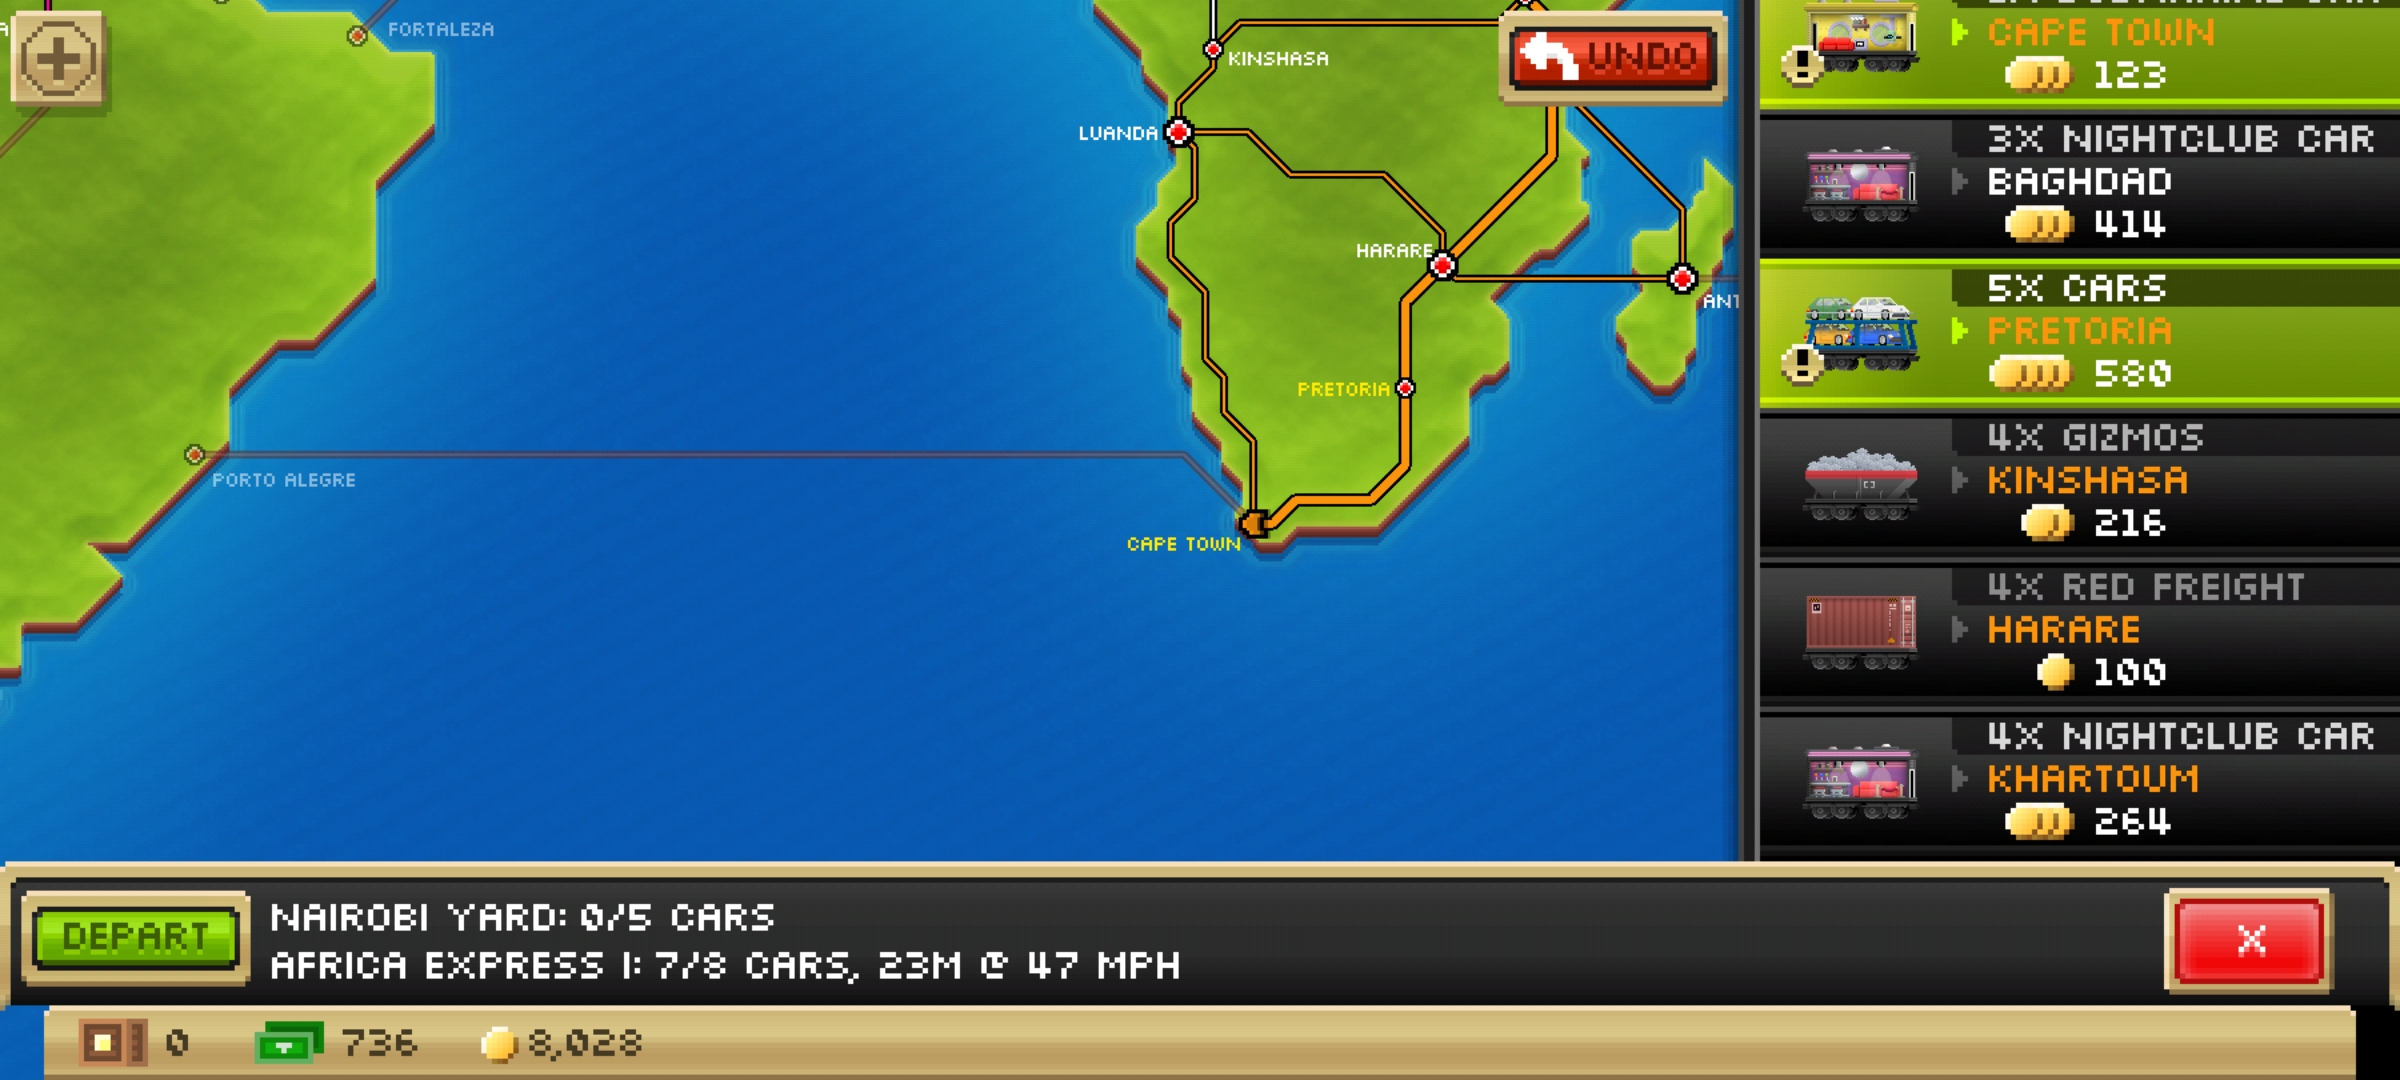 FORTALEZA
KINSHASA
LUANDA
HARARE
ANT
PRETORIA
PORTO ALEGRE
CAPE TOWN
UNDO
CAPE TOWN
123
3X NIGHTCLUB CAR
BAGHDAD
414
5X CARS
PRETORIA
580
4X GIZMOS
KINSHASA
216
4X RED FREIGHT
HARARE
100
4X NIGHTCLUB CAR
KHARTOUM
264
DEPART
NAIROBI YARD: 0/5 CARS
AFRICA EXPRESS I: 7/8 CARS, 23M @ 47 MPH
X
0
736
8,028